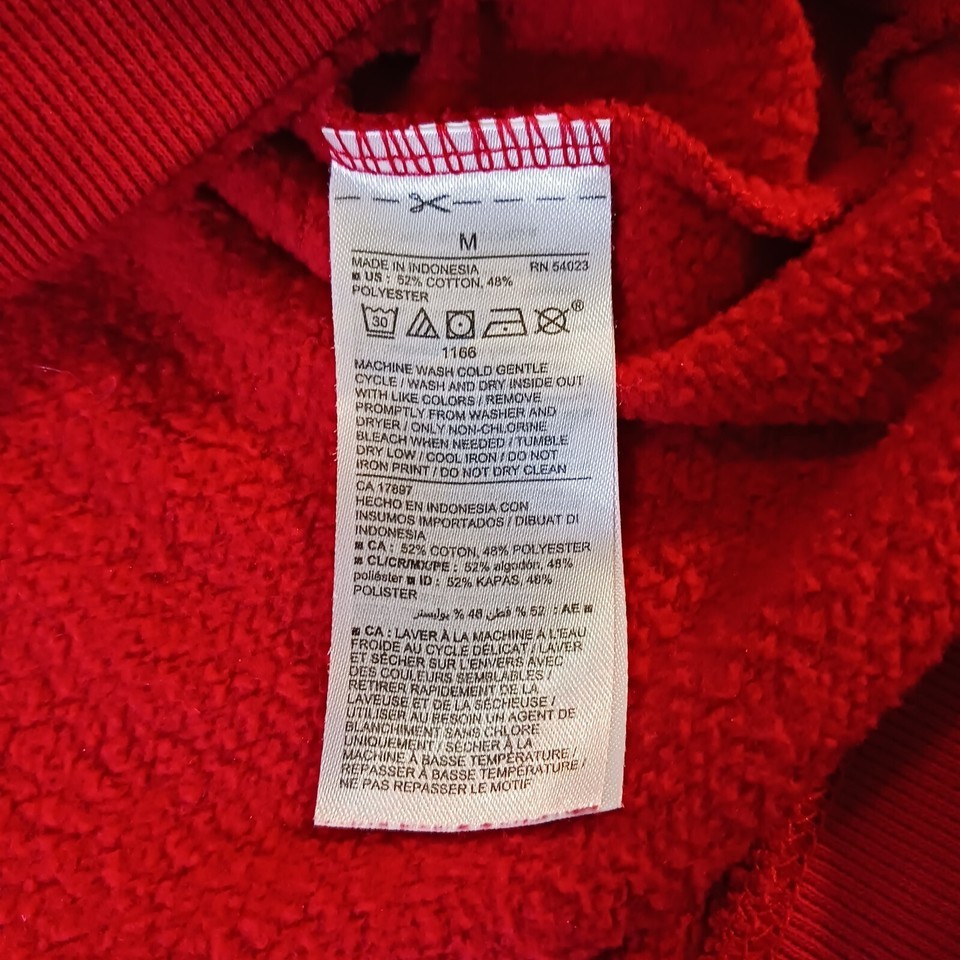 M
MADE IN INDONESIA RN 54023
US : 52% COTTON, 48%
POLYESTER
30 ®
1166
MACHINE WASH COLD GENTLE
CYCLE / WASH AND DRY INSIDE OUT
WITH LIKE COLORS / REMOVE
PROMPTLY FROM WASHER AND
DRYER / ONLY NON-CHLORINE
BLEACH WHEN NEEDED / TUMBLE
DRY LOW / COOL IRON / DO NOT
IRON PRINT / DO NOT DRY CLEAN
CA 17897
HECHO EN INDONESIA CON
INSUMOS IMPORTADOS / DIBUAT DI
INDONESIA
CA : 52% COTON, 48% POLYESTER
CL/CR/MX/PE : 52% algodón, 48%
poliéster ID : 52% KAPAS, 48%
POLISTER
AE : 52 % قطن 48 % بوليستر
CA : LAVER À LA MACHINE À L'EAU
FROIDE AU CYCLE DÉLICAT / LAVER
ET SÉCHER SUR L'ENVERS AVEC
DES COULEURS SEMBLABLES /
RETIRER RAPIDEMENT DE LA
LAVEUSE ET DE LA SÉCHEUSE /
UTILISER AU BESOIN UN AGENT DE
BLANCHIMENT SANS CHLORE
UNIQUEMENT / SÉCHER À LA
MACHINE À BASSE TEMPÉRATURE /
REPASSER À BASSE TEMPÉRATURE /
NE PAS REPASSER LE MOTIF